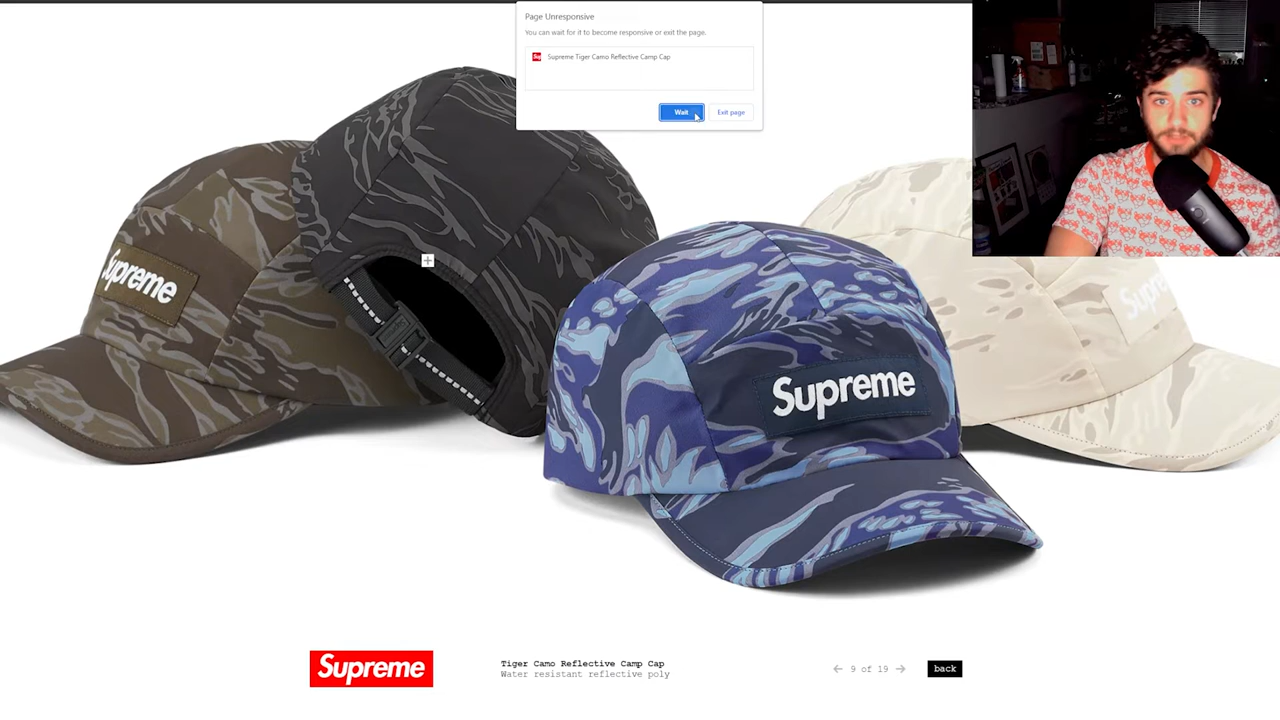 Page Unresponsive
You can wait for it to become responsive or exit the page.
Sup Supreme Tiger Camo Reflective Camp Cap
Wait
Exit page
Supreme
Supreme
Supre
Supreme
Tiger Camo Reflective Camp Cap
Water resistant reflective poly
9 of 19
back